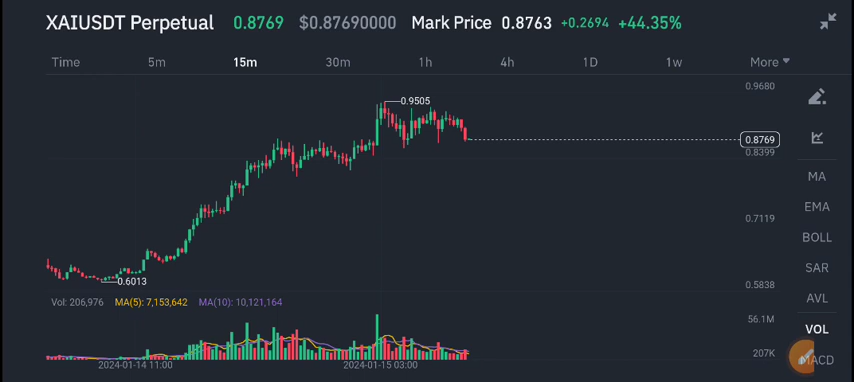 XAIUSDT Perpetual 0.8769 $0.87690000 Mark Price 0.8763 +0.2694 +44.35%
Time 5m 15m 30m 1h 4h 1D 1w More
0.9680
0.9505
0.8769
0.8399
MA
EMA
0.7119
BOLL
SAR
0.6013
0.5838
AVL
Vol: 206,976 MA(5): 7,153,642 MA(10): 10,121,164
56.1M
VOL
207K
MACD
2024-01-14 11:00 2024-01-15 03:00